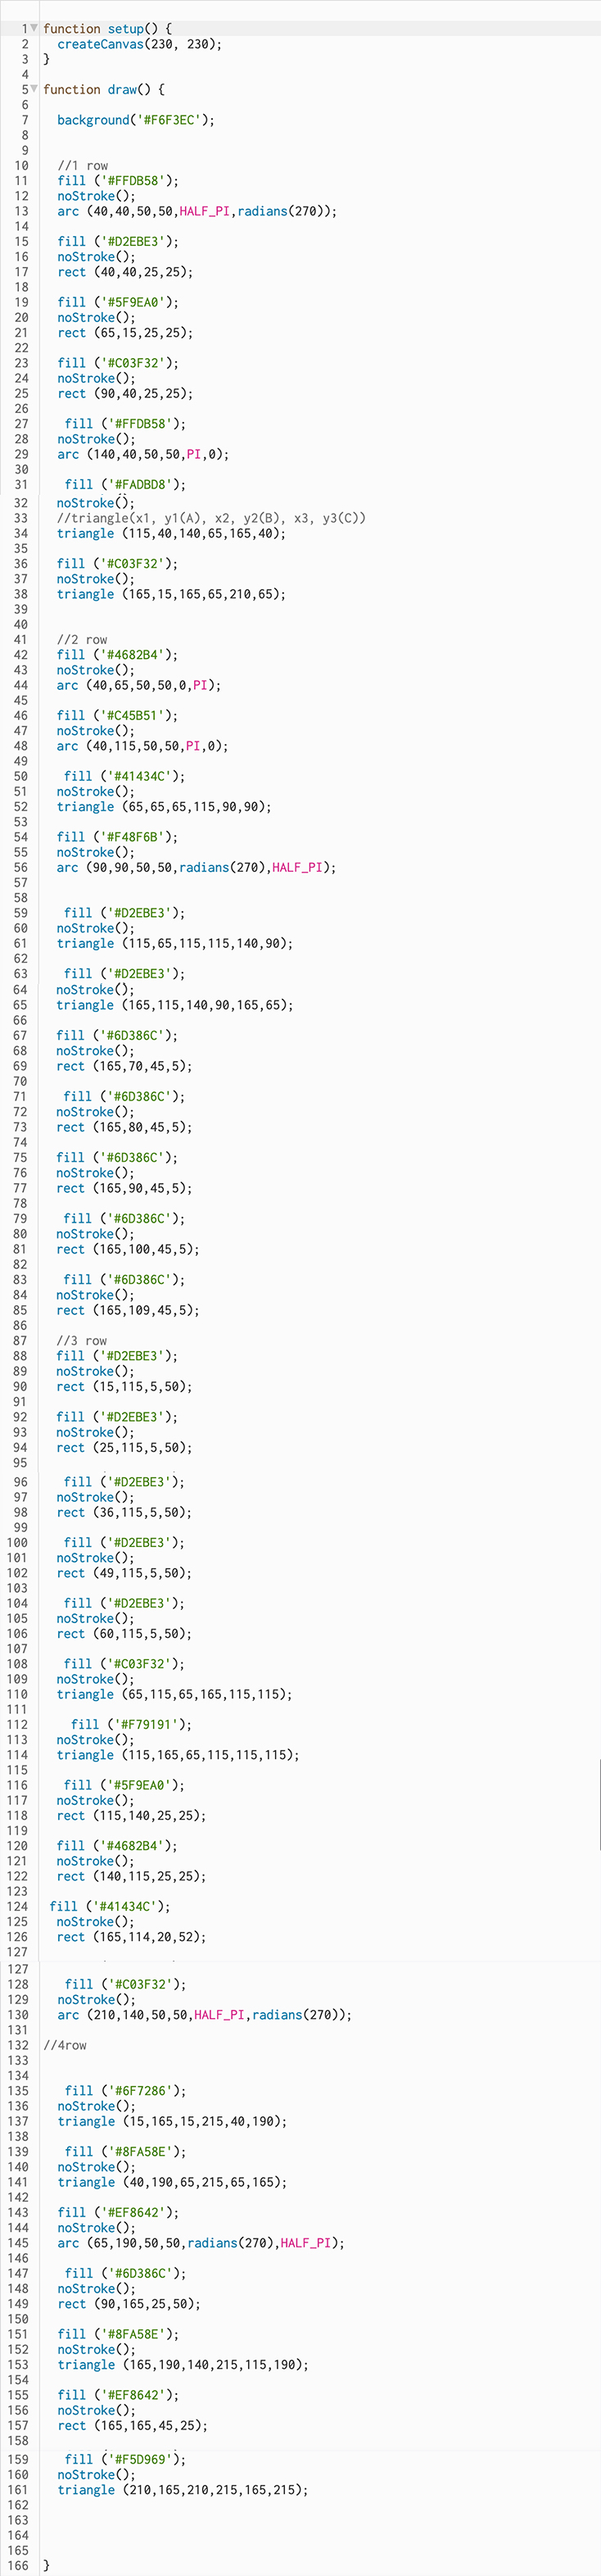 1 function setup() {
2   createCanvas(230, 230);
3 }
4
5 function draw() {
6
7   background('#F6F3EC');
8
9
10   //1 row
11   fill ('#FFDB58');
12   noStroke();
13   arc (40,40,50,50,HALF_PI,radians(270));
14
15   fill ('#D2EBE3');
16   noStroke();
17   rect (40,40,25,25);
18
19   fill ('#5F9EA0');
20   noStroke();
21   rect (65,15,25,25);
22
23   fill ('#C03F32');
24   noStroke();
25   rect (90,40,25,25);
26
27    fill ('#FFDB58');
28   noStroke();
29   arc (140,40,50,50,PI,0);
30
31    fill ('#FADBD8');
32   noStroke();
33   //triangle(x1, y1(A), x2, y2(B), x3, y3(C))
34   triangle (115,40,140,65,165,40);
35
36   fill ('#C03F32');
37   noStroke();
38   triangle (165,15,165,65,210,65);
39
40
41   //2 row
42   fill ('#4682B4');
43   noStroke();
44   arc (40,65,50,50,0,PI);
45
46   fill ('#C45B51');
47   noStroke();
48   arc (40,115,50,50,PI,0);
49
50    fill ('#41434C');
51   noStroke();
52   triangle (65,65,65,115,90,90);
53
54   fill ('#F48F6B');
55   noStroke();
56   arc (90,90,50,50,radians(270),HALF_PI);
57
58
59    fill ('#D2EBE3');
60   noStroke();
61   triangle (115,65,115,115,140,90);
62
63    fill ('#D2EBE3');
64   noStroke();
65   triangle (165,115,140,90,165,65);
66
67   fill ('#6D386C');
68   noStroke();
69   rect (165,70,45,5);
70
71    fill ('#6D386C');
72   noStroke();
73   rect (165,80,45,5);
74
75   fill ('#6D386C');
76   noStroke();
77   rect (165,90,45,5);
78
79    fill ('#6D386C');
80   noStroke();
81   rect (165,100,45,5);
82
83    fill ('#6D386C');
84   noStroke();
85   rect (165,109,45,5);
86
87   //3 row
88   fill ('#D2EBE3');
89   noStroke();
90   rect (15,115,5,50);
91
92   fill ('#D2EBE3');
93   noStroke();
94   rect (25,115,5,50);
95
96    fill ('#D2EBE3');
97   noStroke();
98   rect (36,115,5,50);
99
100    fill ('#D2EBE3');
101   noStroke();
102   rect (49,115,5,50);
103
104    fill ('#D2EBE3');
105   noStroke();
106   rect (60,115,5,50);
107
108    fill ('#C03F32');
109   noStroke();
110   triangle (65,115,65,165,115,115);
111
112     fill ('#F79191');
113   noStroke();
114   triangle (115,165,65,115,115,115);
115
116    fill ('#5F9EA0');
117   noStroke();
118   rect (115,140,25,25);
119
120   fill ('#4682B4');
121   noStroke();
122   rect (140,115,25,25);
123
124  fill ('#41434C');
125   noStroke();
126   rect (165,114,20,52);
127
127
128    fill ('#C03F32');
129   noStroke();
130   arc (210,140,50,50,HALF_PI,radians(270));
131
132 //4row
133
134
135    fill ('#6F7286');
136   noStroke();
137   triangle (15,165,15,215,40,190);
138
139    fill ('#8FA58E');
140   noStroke();
141   triangle (40,190,65,215,65,165);
142
143   fill ('#EF8642');
144   noStroke();
145   arc (65,190,50,50,radians(270),HALF_PI);
146
147    fill ('#6D386C');
148   noStroke();
149   rect (90,165,25,50);
150
151   fill ('#8FA58E');
152   noStroke();
153   triangle (165,190,140,215,115,190);
154
155   fill ('#EF8642');
156   noStroke();
157   rect (165,165,45,25);
158
159    fill ('#F5D969');
160   noStroke();
161   triangle (210,165,210,215,165,215);
162
163
164
165
166 }